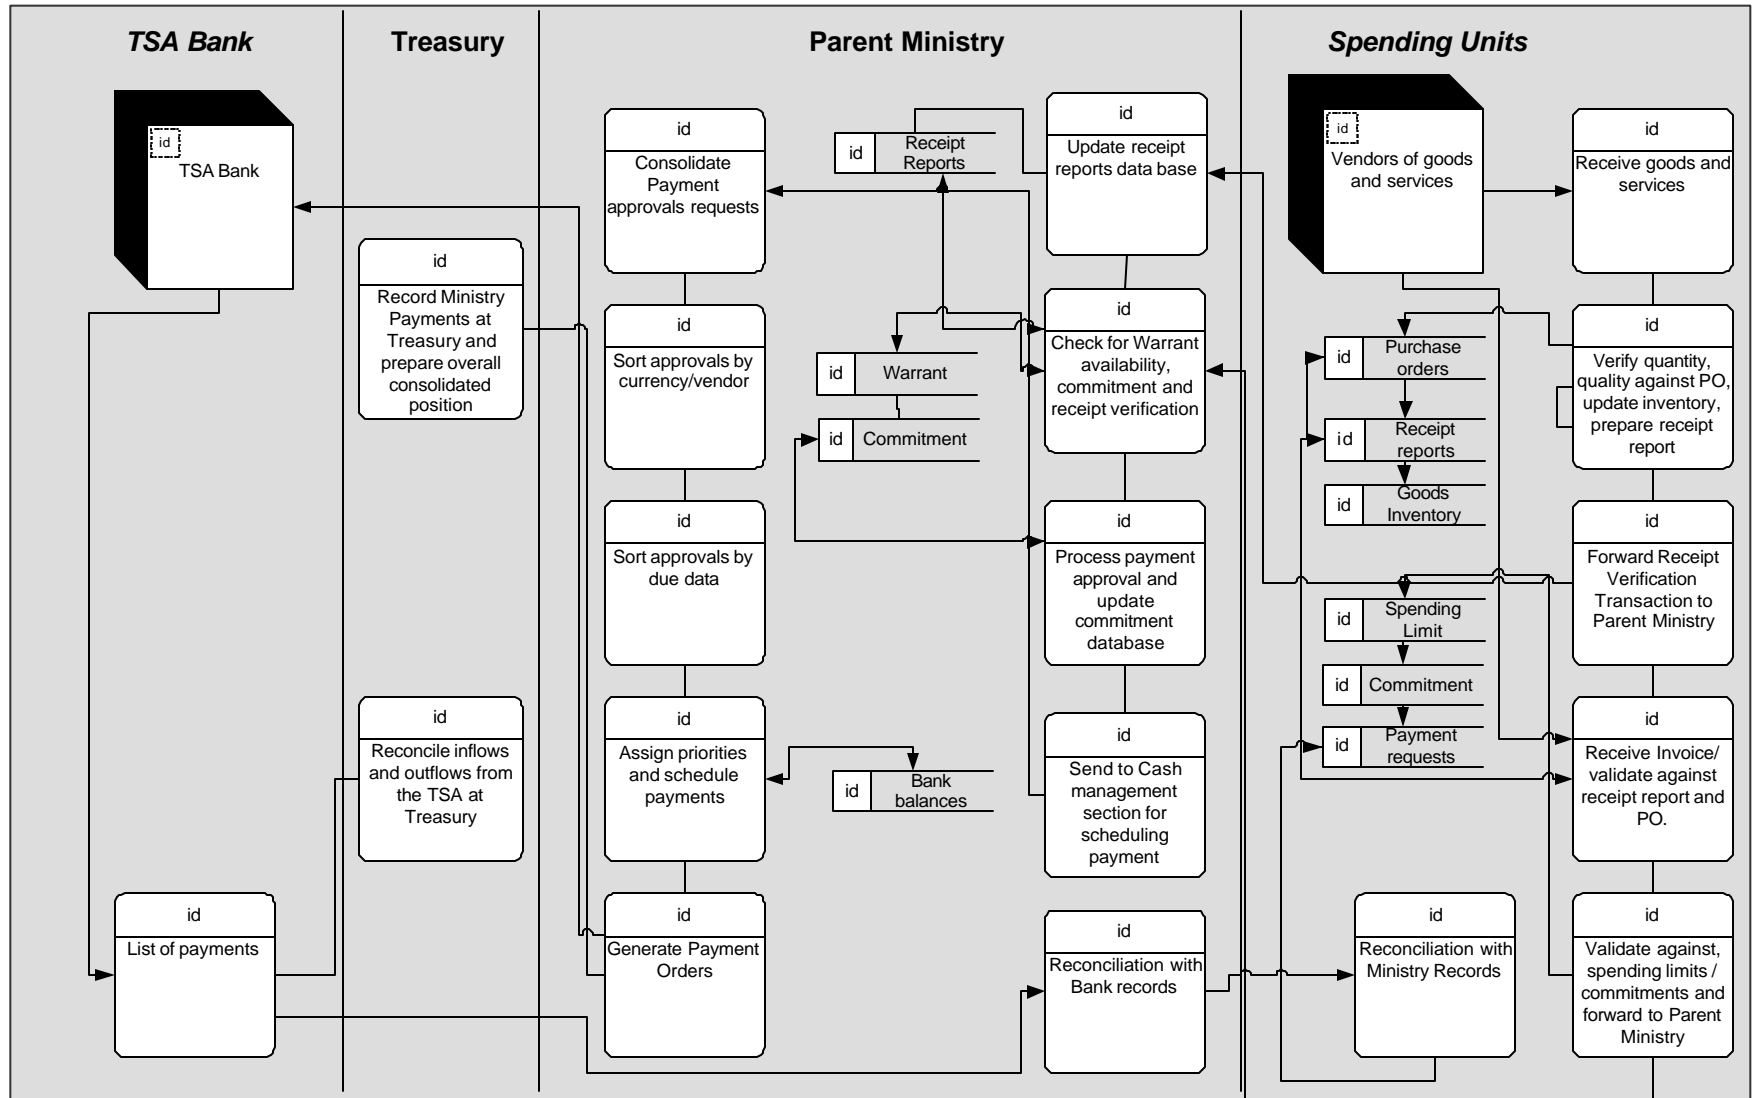 TSA Bank
Treasury
Parent Ministry
Spending Units
id
TSA Bank
id
List of payments
id
Record Ministry
Payments at
Treasury and
prepare overall
consolidated
position
id
Reconcile inflows
and outflows from
the TSA at
Treasury
id
Consolidate
Payment
approvals requests
id
Sort approvals by
currency/vendor
id
Sort approvals by
due data
id
Assign priorities
and schedule
payments
id
Generate Payment
Orders
id
Receipt
Reports
id
Warrant
id
Commitment
id
Bank
balances
id
Update receipt
reports data base
id
Check for Warrant
availability,
commitment and
receipt verification
id
Process payment
approval and
update
commitment
database
id
Send to Cash
management
section for
scheduling
payment
id
Reconciliation with
Bank records
id
Vendors of goods
and services
id
Purchase
orders
id
Receipt
reports
id
Goods
Inventory
id
Spending
Limit
id
Commitment
id
Payment
requests
id
Reconciliation with
Ministry Records
id
Receive goods and
services
id
Verify quantity,
quality against PO,
update inventory,
prepare receipt
report
id
Forward Receipt
Verification
Transaction to
Parent Ministry
id
Receive Invoice/
validate against
receipt report and
PO.
id
Validate against,
spending limits /
commitments and
forward to Parent
Ministry